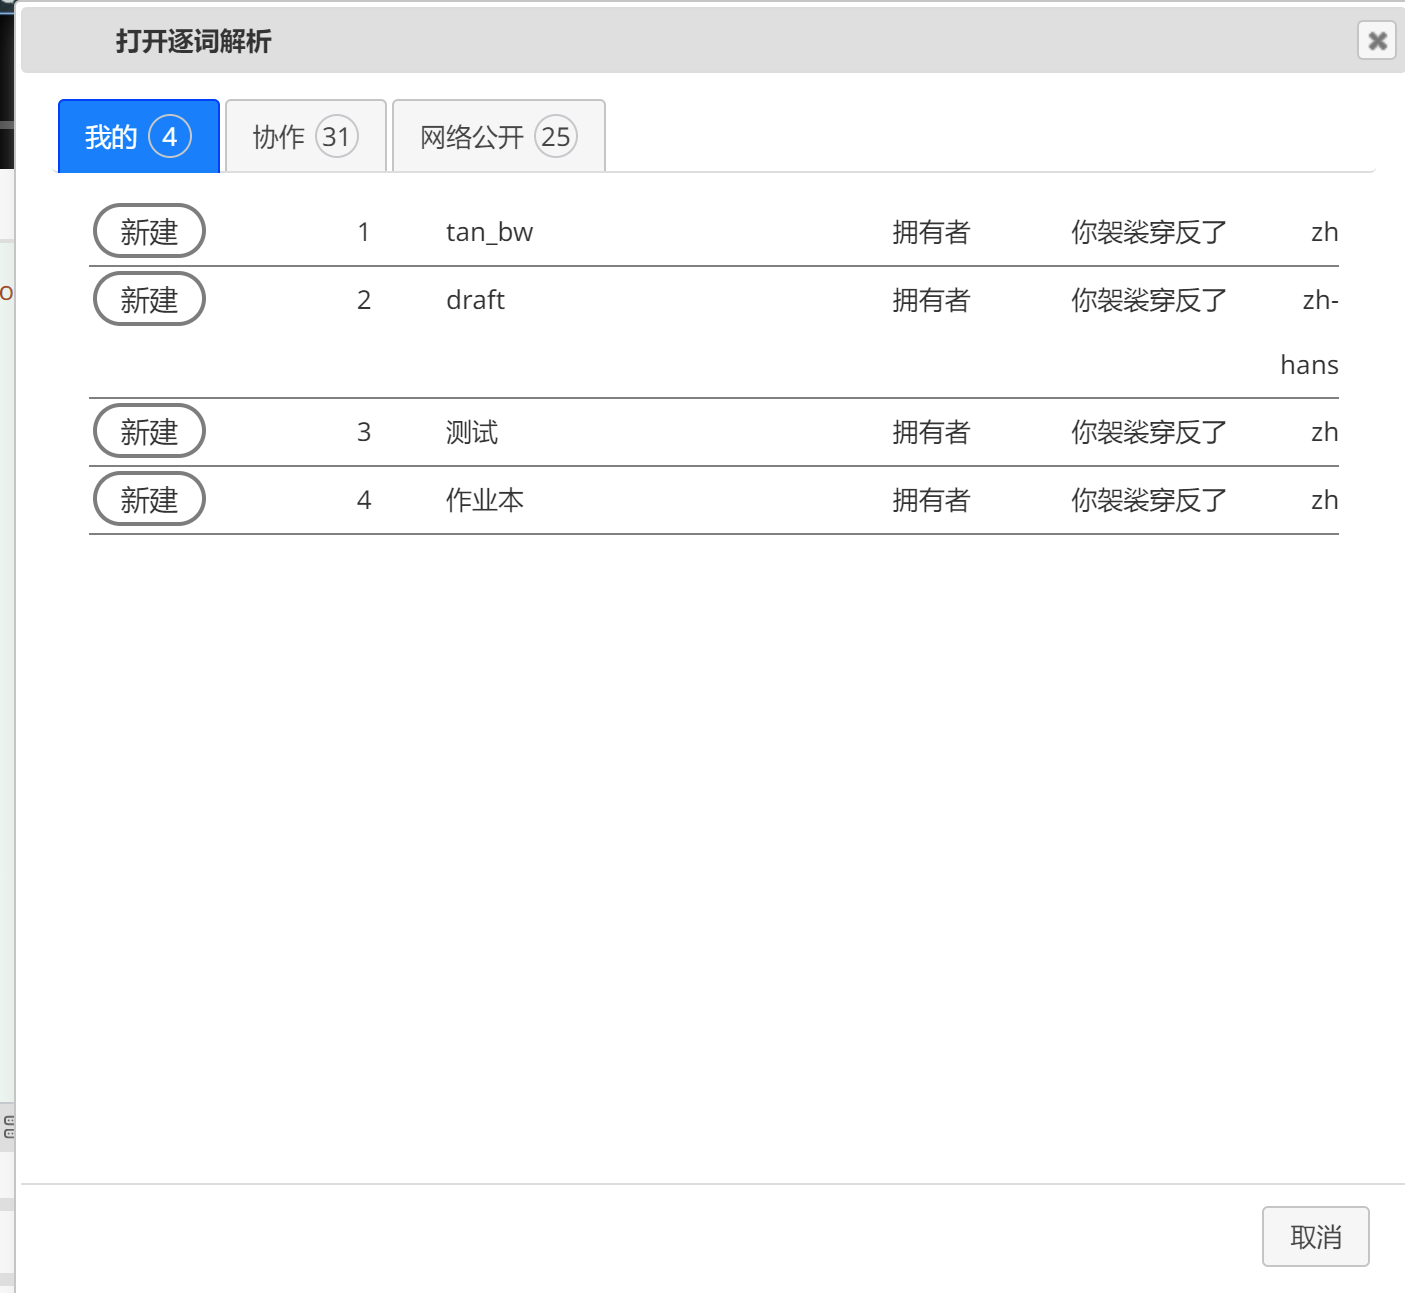 打开逐词解析
我的 4 协作 31 网络公开 25
新建 1 tan_bw 拥有者 你袈裟穿反了 zh
新建 2 draft 拥有者 你袈裟穿反了 zh-
hans
新建 3 测试 拥有者 你袈裟穿反了 zh
新建 4 作业本 拥有者 你袈裟穿反了 zh
取消